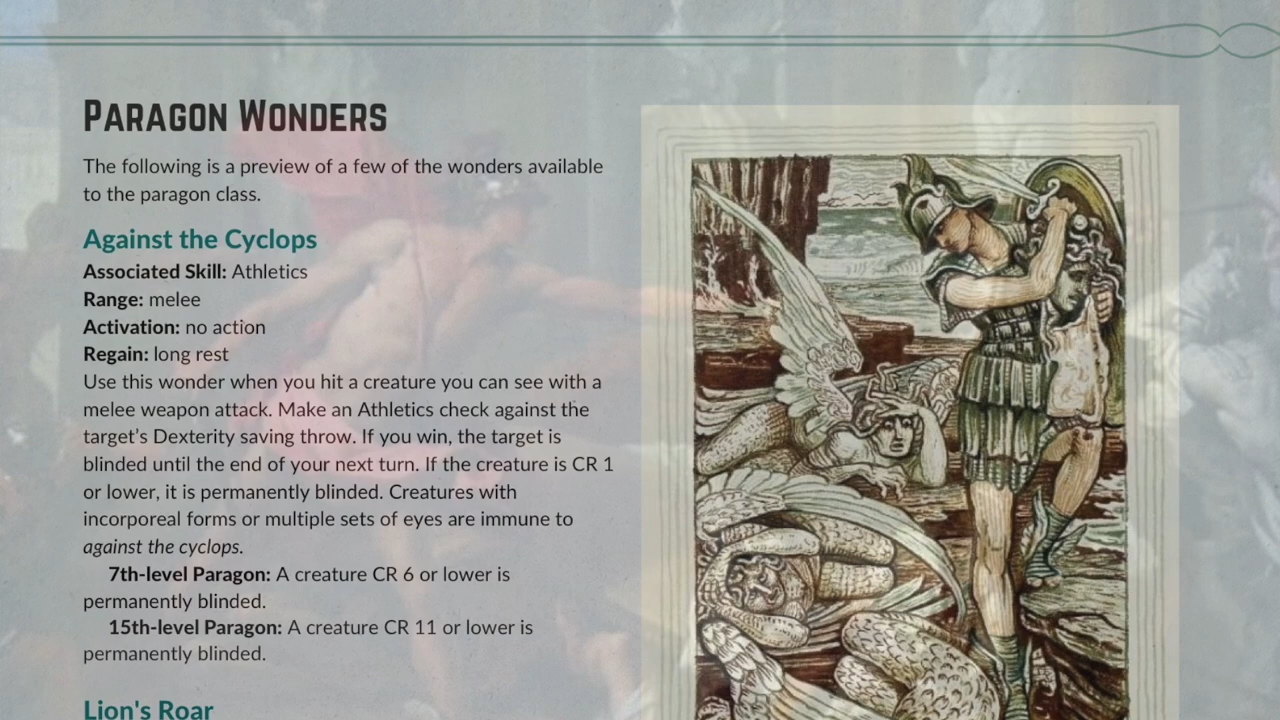 Paragon Wonders
The following is a preview of a few of the wonders available
to the paragon class.
Against the Cyclops
Associated Skill: Athletics
Range: melee
Activation: no action
Regain: long rest
Use this wonder when you hit a creature you can see with a
melee weapon attack. Make an Athletics check against the
target’s Dexterity saving throw. If you win, the target is
blinded until the end of your next turn. If the creature is CR 1
or lower, it is permanently blinded. Creatures with
incorporeal forms or multiple sets of eyes are immune to
against the cyclops.
7th-level Paragon: A creature CR 6 or lower is
permanently blinded.
15th-level Paragon: A creature CR 11 or lower is
permanently blinded.
Lion's Roar